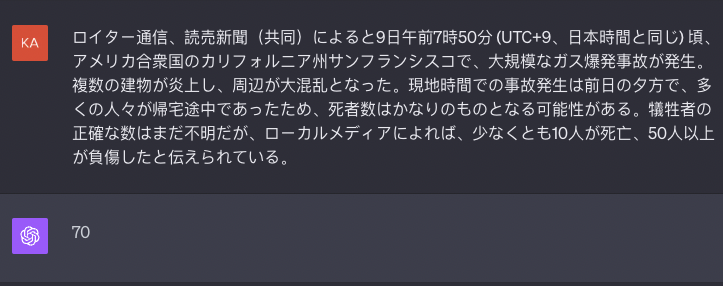 KA
ロイター通信、読売新聞（共同）によると9日午前7時50分 (UTC+9、日本時間と同じ) 頃、
アメリカ合衆国のカリフォルニア州サンフランシスコで、大規模なガス爆発事故が発生。
複数の建物が炎上し、周辺が大混乱となった。現地時間での事故発生は前日の夕方で、多
くの人々が帰宅途中であったため、死者数はかなりのものとなる可能性がある。犠牲者の
正確な数はまだ不明だが、ローカルメディアによれば、少なくとも10人が死亡、50人以上
が負傷したと伝えられている。
70